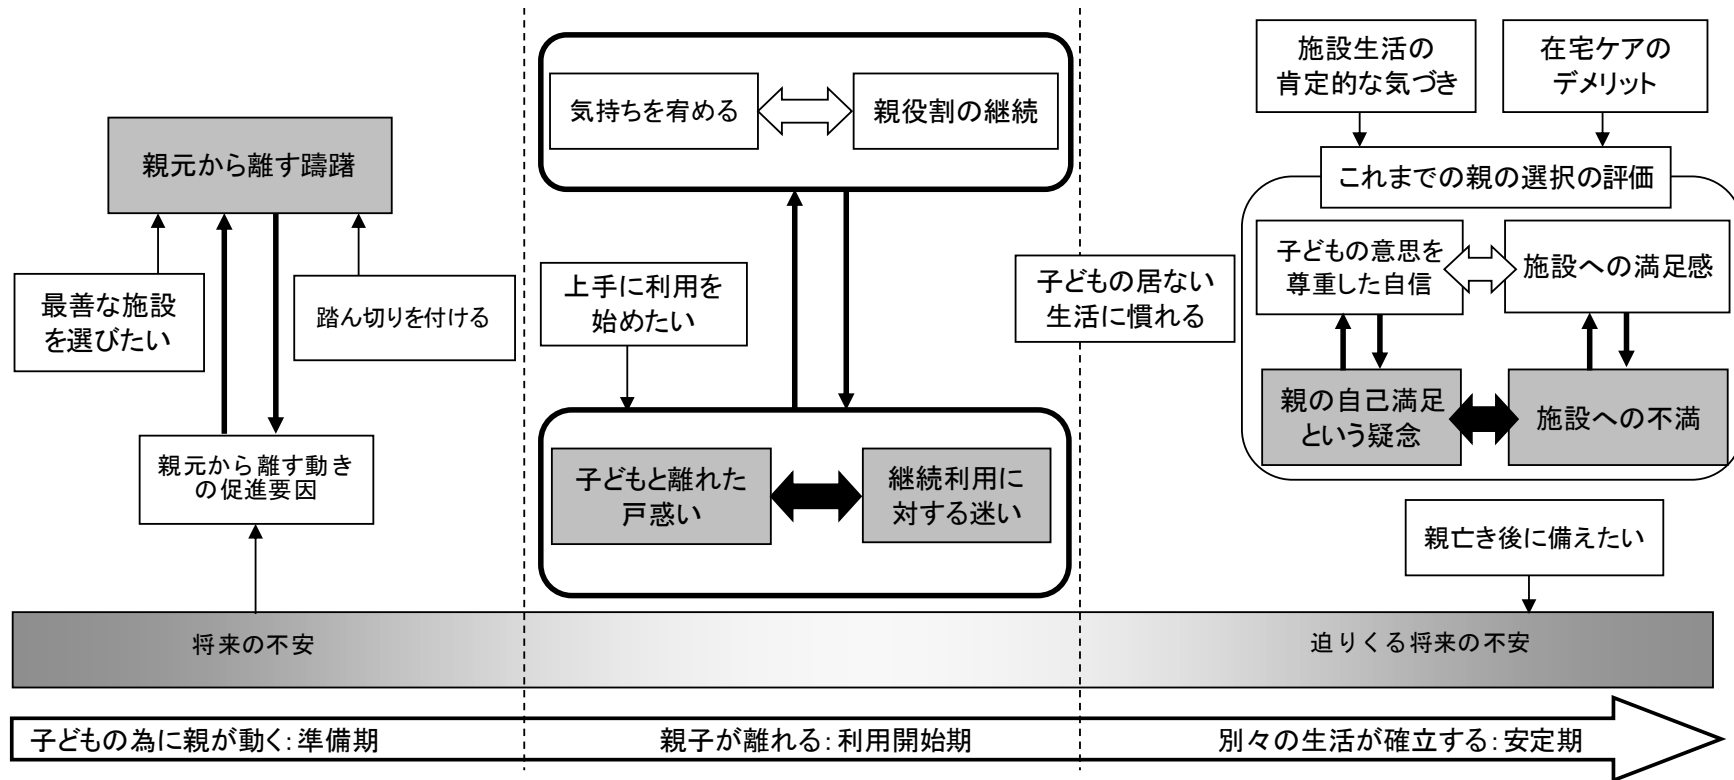 親元から離す躊躇
最善な施設
を選びたい
踏ん切りを付ける
親元から離す動き
の促進要因
気持ちを宥める
親役割の継続
上手に利用を
始めたい
子どもと離れた
戸惑い
継続利用に
対する迷い
子どもの居ない
生活に慣れる
施設生活の
肯定的な気づき
在宅ケアの
デメリット
これまでの親の選択の評価
子どもの意思を
尊重した自信
施設への満足感
親の自己満足
という疑念
施設への不満
親亡き後に備えたい
将来の不安
迫りくる将来の不安
子どもの為に親が動く:準備期
親子が離れる:利用開始期
別々の生活が確立する:安定期